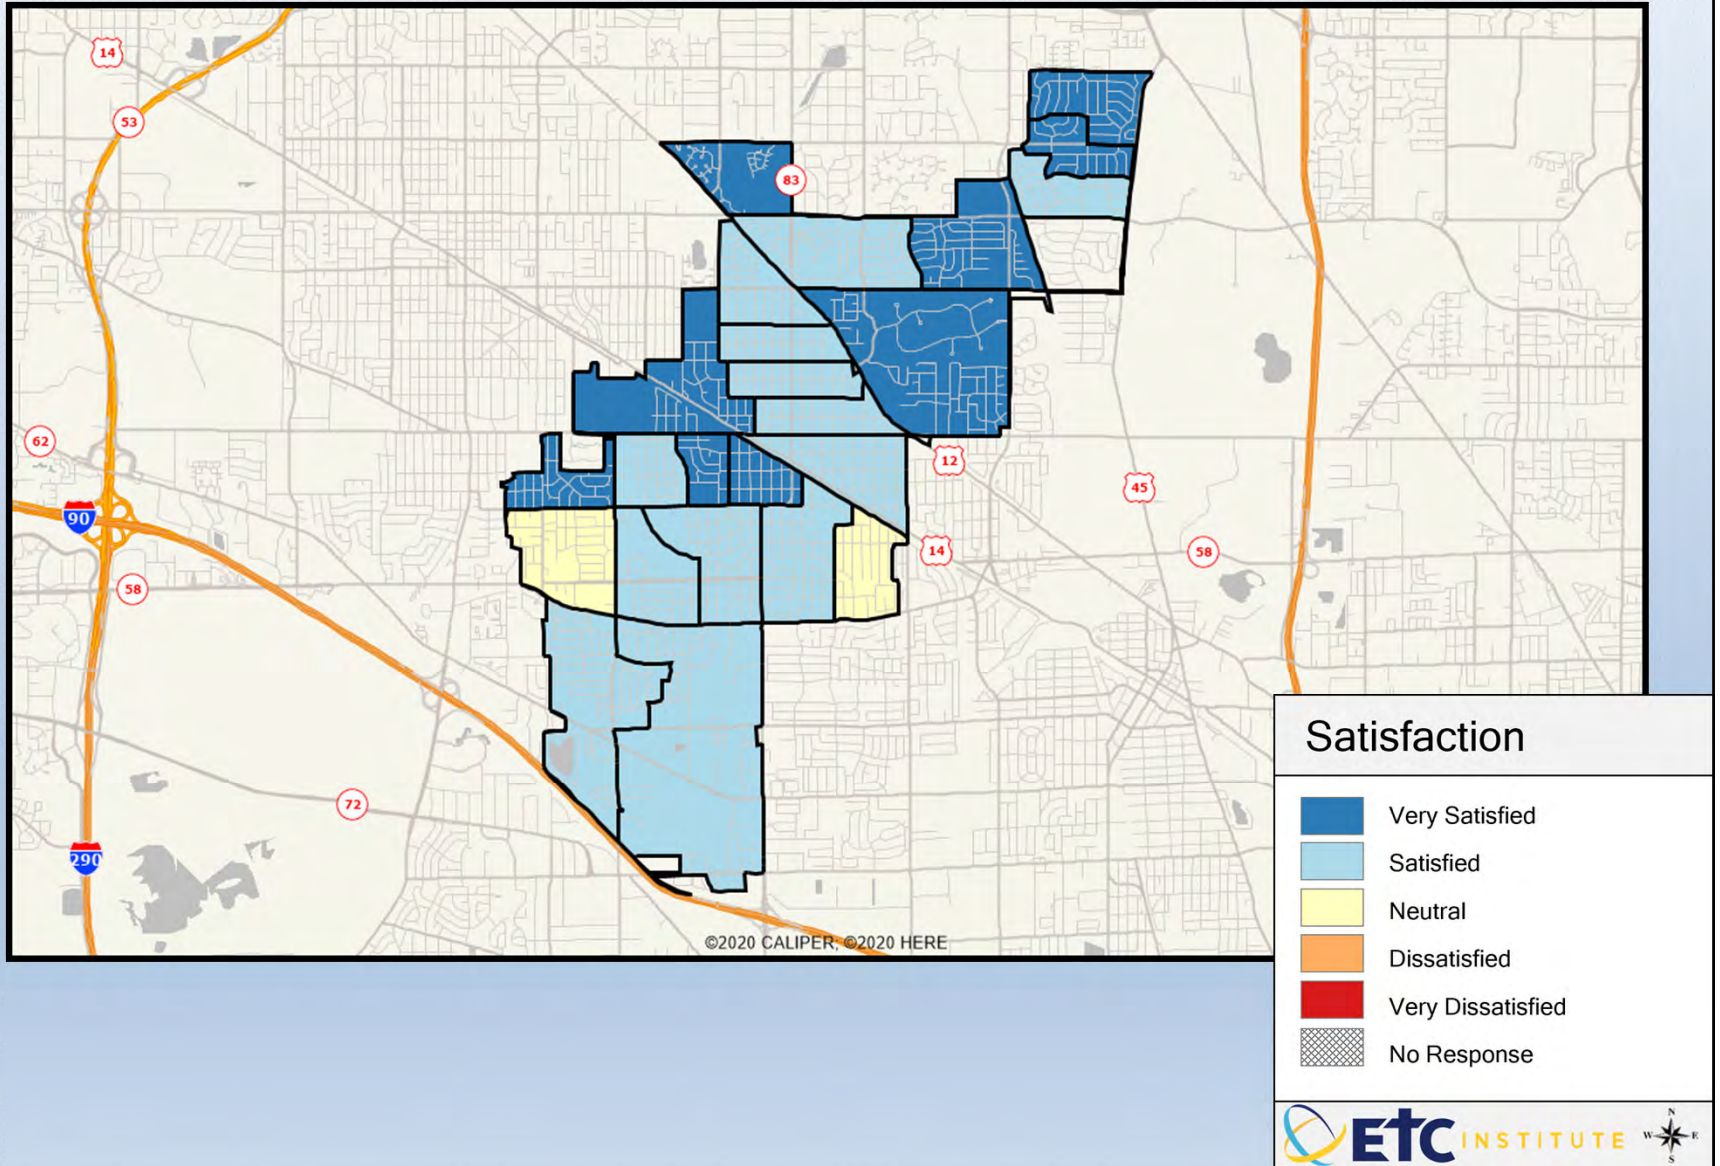 14
53
83
62
12
45
90
14
58
58
72
290
©2020 CALIPER; ©2020 HERE
Satisfaction
Very Satisfied
Satisfied
Neutral
Dissatisfied
Very Dissatisfied
No Response
ETC INSTITUTE
N
W E
S